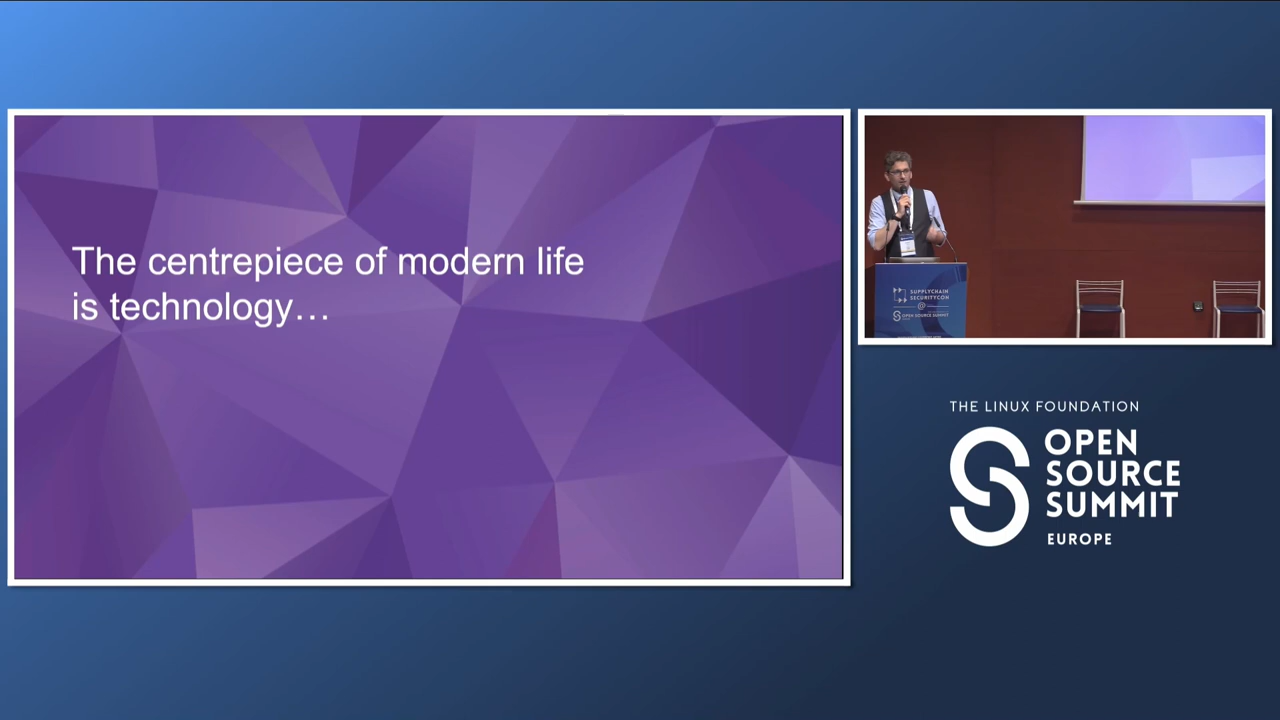 The centrepiece of modern life
is technology…
SUPPLYCHAIN
SECURITYCON
@
OPEN SOURCE SUMMIT
THE LINUX FOUNDATION
OPEN
SOURCE
SUMMIT
EUROPE